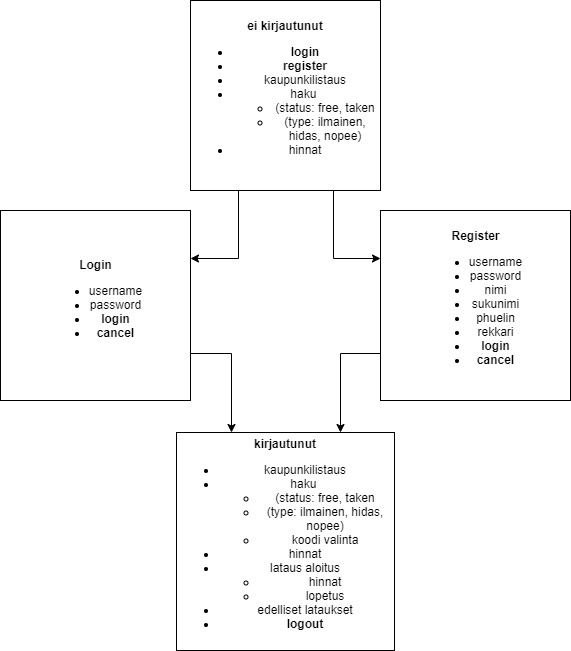 ei kirjautunut
login
register
kaupunkilistaus
haku
(status: free, taken
(type: ilmainen,
hidas, nopee)
hinnat
Login
username
password
login
cancel
Register
username
password
nimi
sukunimi
phuelin
rekkari
login
cancel
kirjautunut
kaupunkilistaus
haku
(status: free, taken
(type: ilmainen, hidas,
nopee)
koodi valinta
hinnat
lataus aloitus
hinnat
lopetus
edelliset lataukset
logout